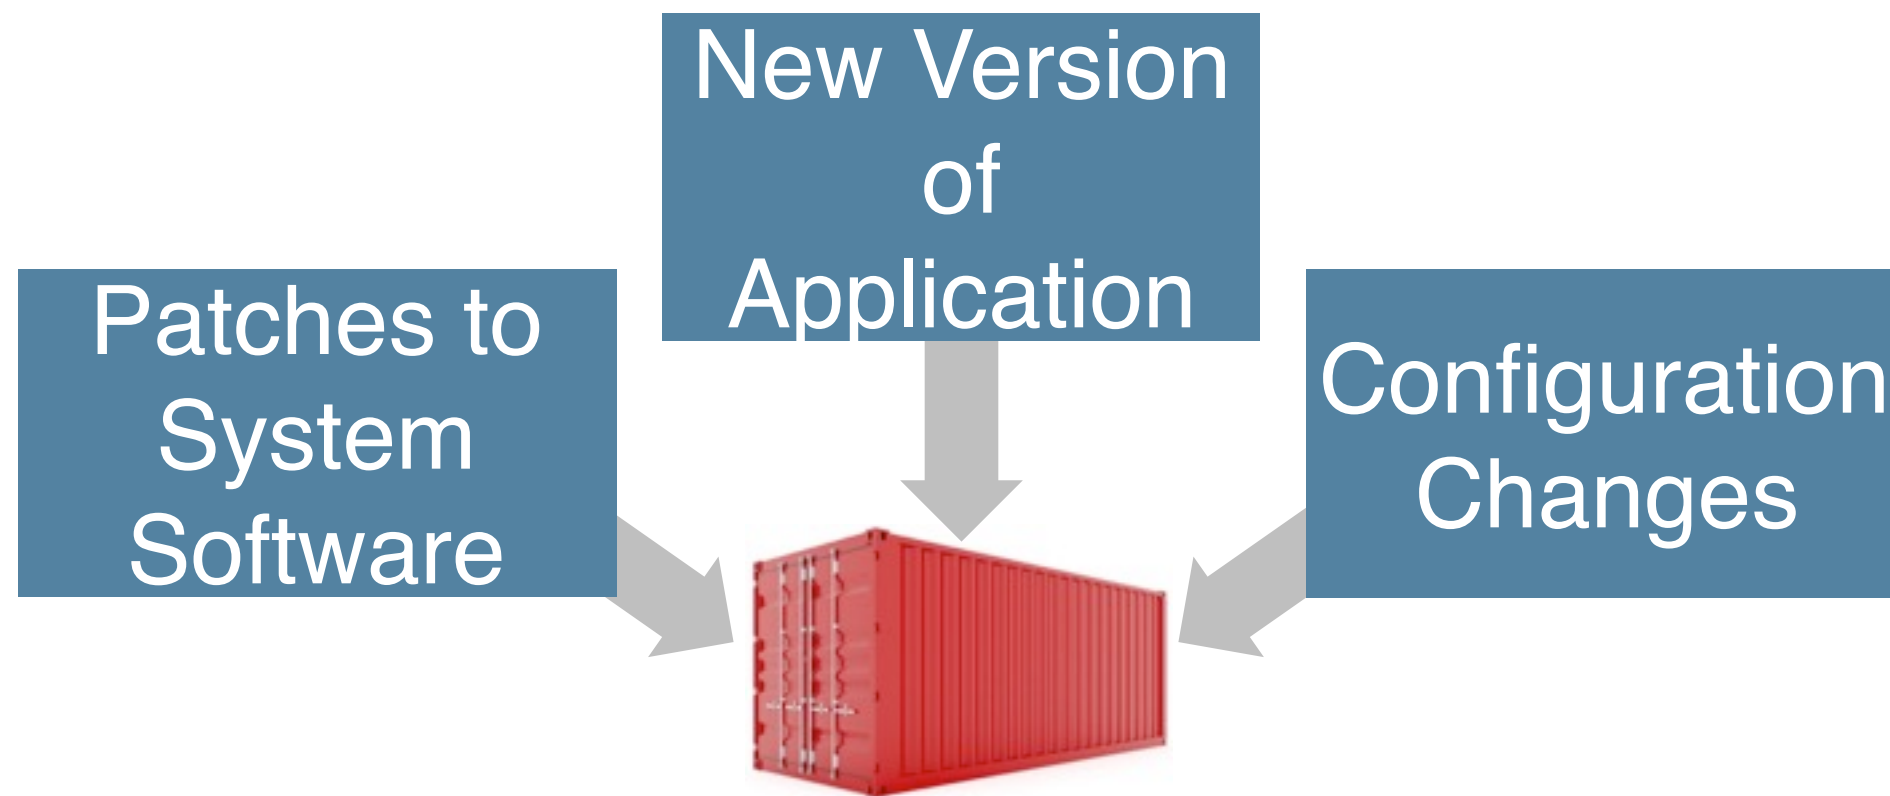 New Version
of
Application
Patches to
System
Software
Configuration
Changes